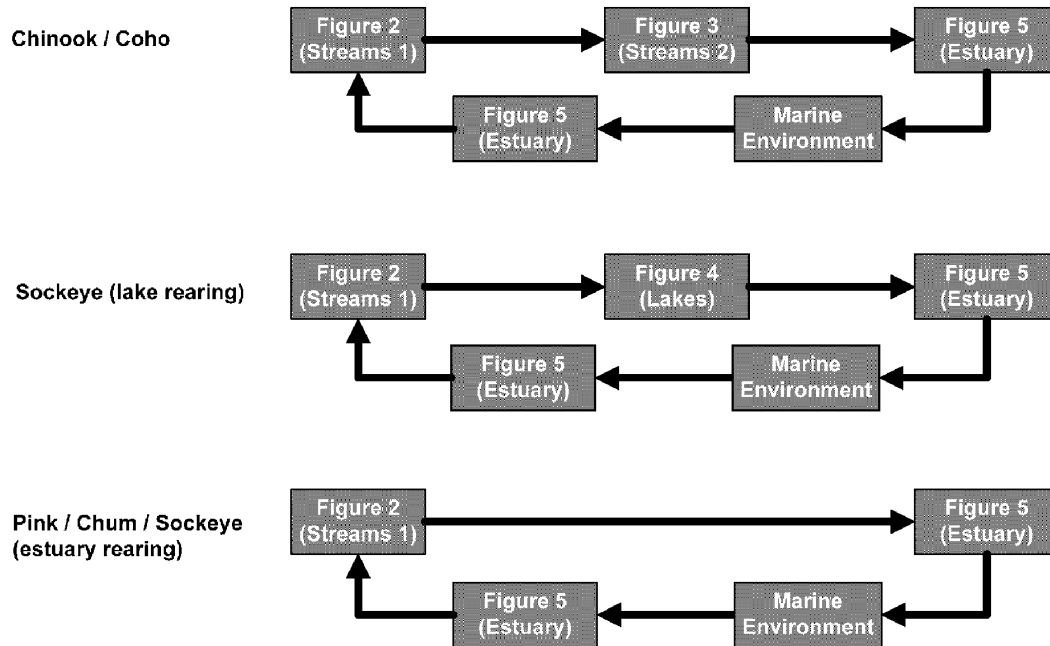 Chinook / Coho
Figure 2
(Streams 1)
Figure 3
(Streams 2)
Figure 5
(Estuary)
Figure 5
(Estuary)
Marine
Environment
Sockeye (lake rearing)
Figure 2
(Streams 1)
Figure 4
(Lakes)
Figure 5
(Estuary)
Figure 5
(Estuary)
Marine
Environment
Pink / Chum / Sockeye
(estuary rearing)
Figure 2
(Streams 1)
Figure 5
(Estuary)
Figure 5
(Estuary)
Marine
Environment